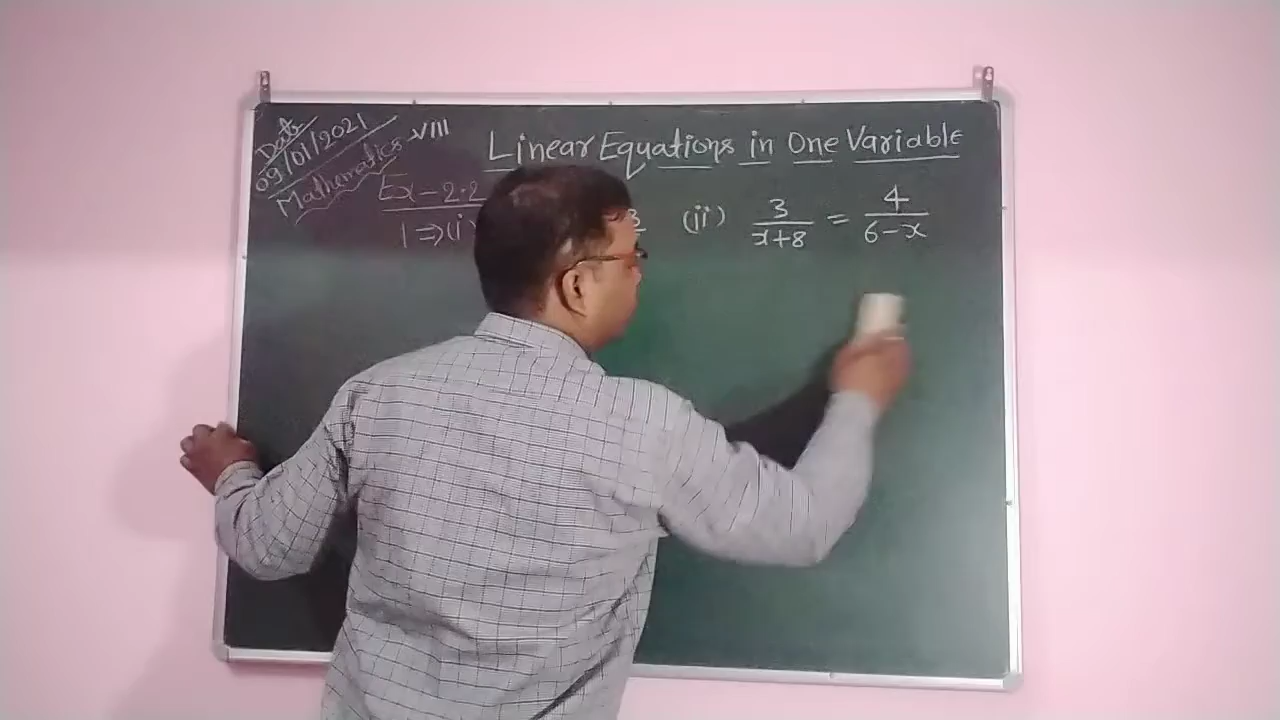 Date
09/01/2021
Mathematics - VIII
Linear Equations in One Variable
Ex - 2.2
1 ⇒ (i)
3
(ii) 3/(x+8) = 4/(6-x)